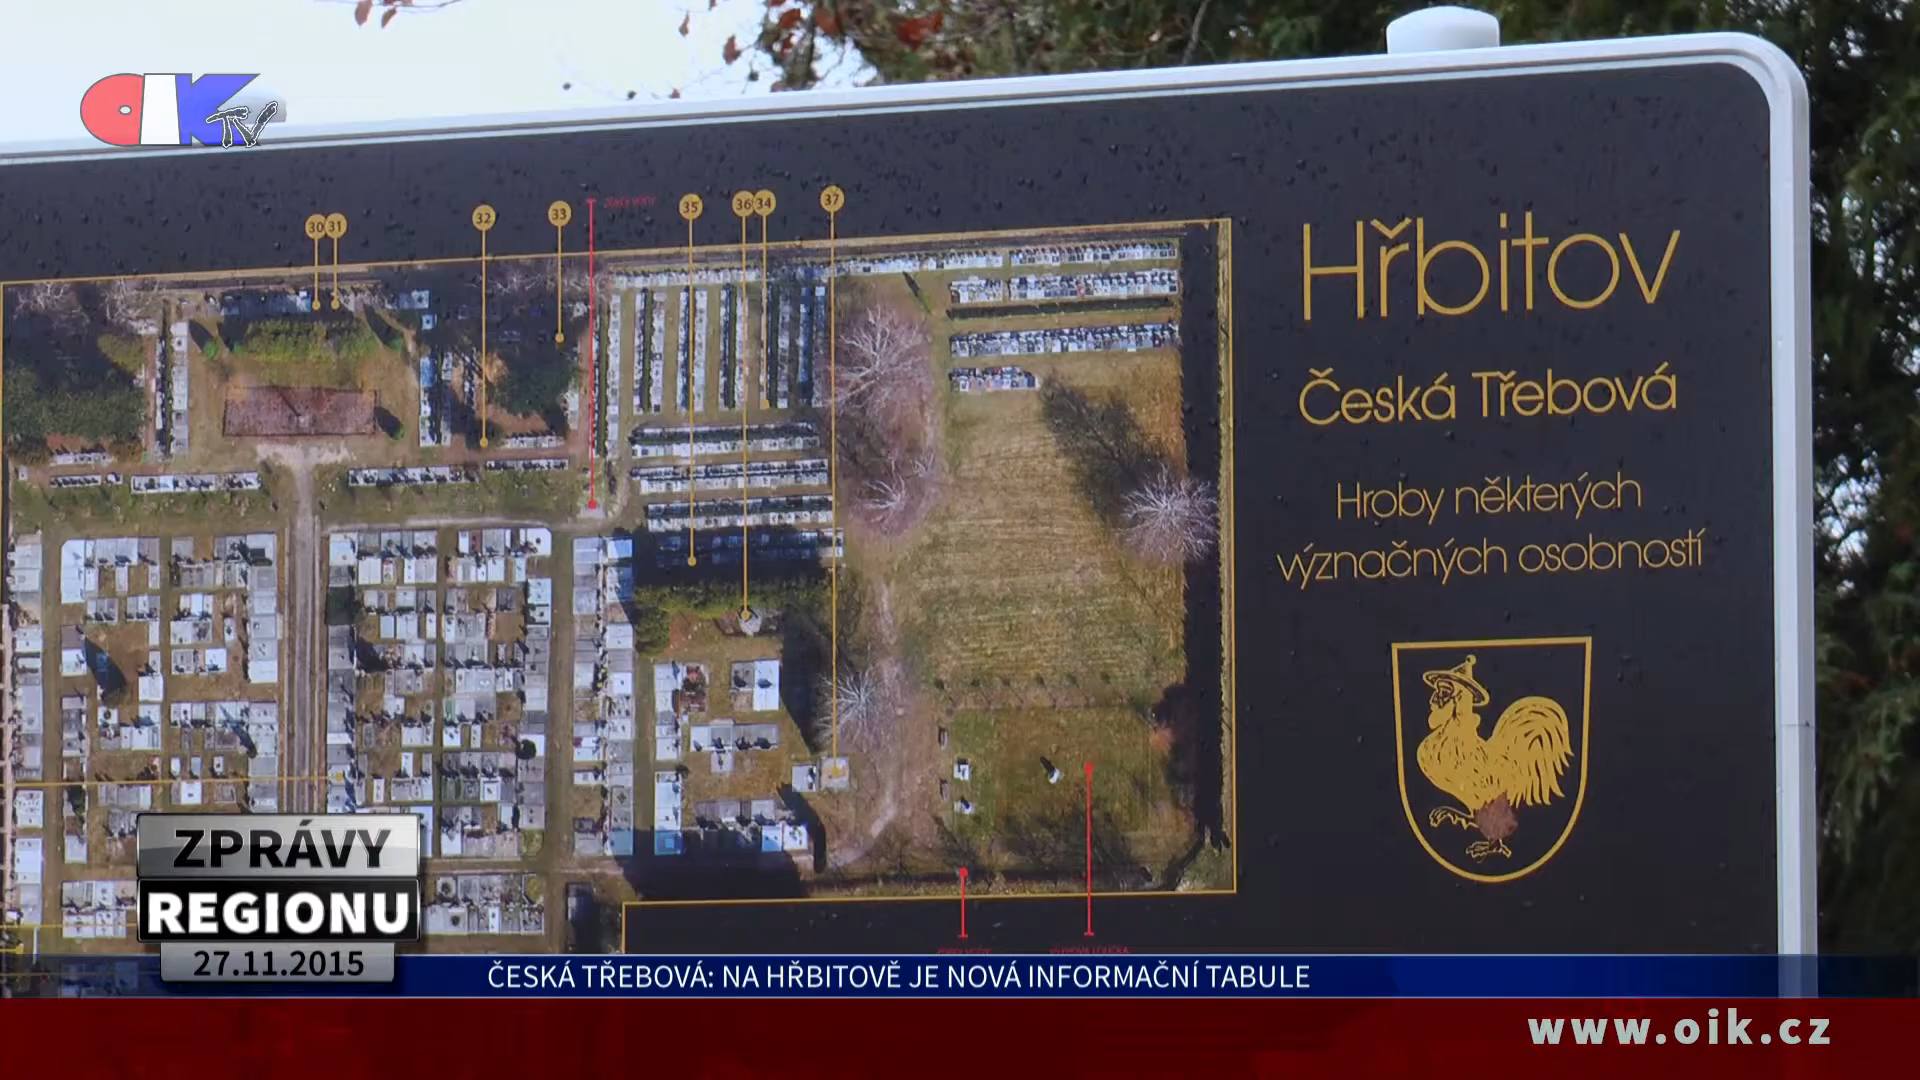 OIK TV
30 31 32 33 35 36 34 37
Hřbitov
Česká Třebová
Hroby některých
význačných osobností
ZPRÁVY
REGIONU
27.11.2015
ČESKÁ TŘEBOVÁ: NA HŘBITOVĚ JE NOVÁ INFORMAČNÍ TABULE
www.oik.cz